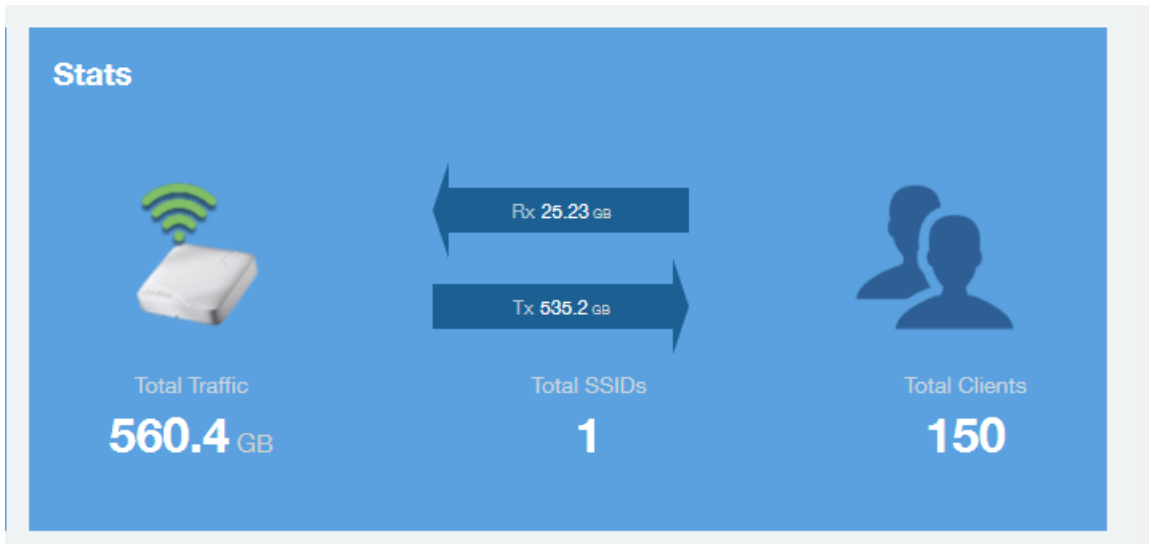 Stats
Rx 25.23 GB
Tx 535.2 GB
Total Traffic
560.4 GB
Total SSIDs
1
Total Clients
150